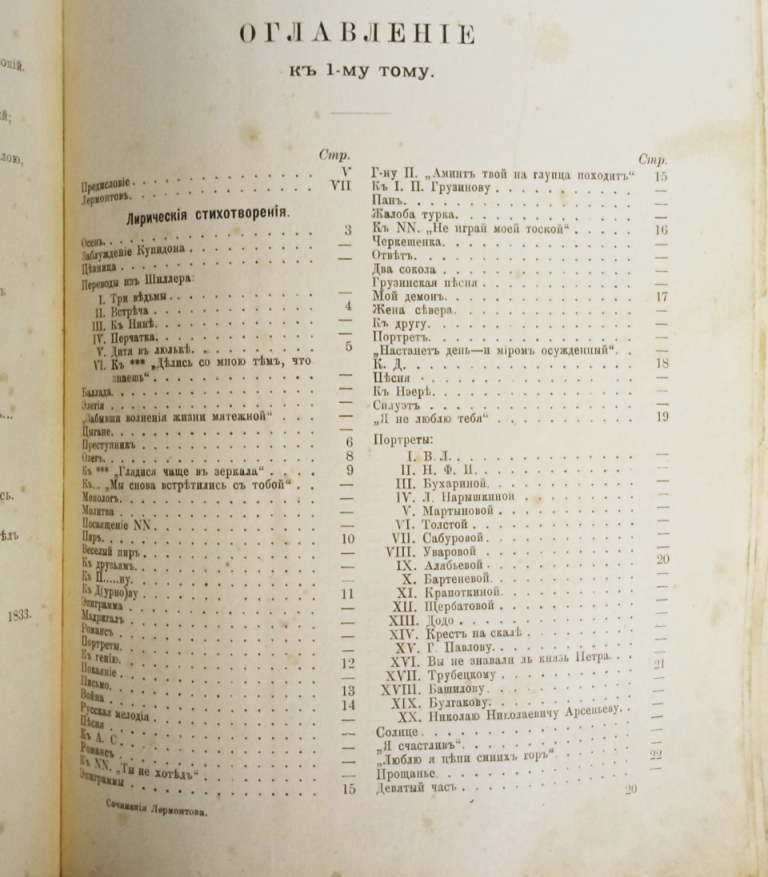 ОГЛАВЛЕНІЕ
къ 1-му тому.
Стр.
Предисловіе V
Лермонтовъ VII
Лирическія стихотворенія.
Осень 3
Заблужденіе Купидона —
Цѣвница —
Переводы изъ Шиллера:
I. Три вѣдьмы —
II. Встрѣча 4
III. Къ Нинѣ —
IV. Перчатка —
V. Дитя въ люлькѣ 5
VI. Къ *** „Дѣлись со мною тѣмъ, что
знаешь“ —
Баллада —
Элегія —
„Забывши волненія жизни мятежной“ —
Цыгане —
Преступникъ 6
Олегъ 8
Къ *** „Глядися чаще въ зеркала“ 9
Къ... „Мы снова встрѣтились съ тобой“ —
Монологъ —
Молитва —
Посвященіе NN —
Пиръ 10
Веселый пиръ —
Къ друзьямъ —
Къ П.....ну —
Къ Д(урно)ву 11
Эпиграмма —
Мадригалъ —
Романсъ —
Портреты —
Къ генію 12
Покаяніе —
Письмо 13
Война 14
Русская мелодія —
Пѣсня —
Къ А. С —
Романсъ —
Къ NN. „Ты не хотѣлъ“ —
Эпиграммы 15
Сочиненія Лермонтова.
Стр.
Г-ну П. „Аминтъ твой на глупца походитъ“ 15
Къ І. П. Грузинову —
Панъ —
Жалоба турка —
Къ NN. „Не играй моей тоской“ 16
Черкешенка —
Отвѣтъ —
Два сокола —
Грузинская пѣсня —
Мой демонъ 17
Жена сѣвера —
Къ другу —
Портретъ —
„Настанетъ день—и міромъ осужденный“ —
К. Д. 18
Пѣсня —
Къ Нэерѣ —
Силуэтъ —
„Я не люблю тебя“ 19
Портреты:
I. В. Л. —
II. Н. Ф. И. —
III. Бухариной —
IV. Л. Нарышкиной —
V. Мартыновой —
VI. Толстой —
VII. Сабуровой —
VIII. Уваровой —
IX. Алябьевой 20
X. Бартеневой —
XI. Крапоткиной —
XII. Щербатовой —
XIII. Додо —
XIV. Крестъ на скалѣ —
XV. Г. Павлову —
XVI. Вы не знавали ль князь Петра 21
XVII. Трубецкому —
XVIII. Башилову —
XIX. Булгакову —
XX. Николаю Николаевичу Арсеньеву —
Солнце —
„Я счастливъ“ —
„Люблю я цѣпи синихъ горъ“ 22
Прощанье —
Девятый часъ —
20
1833.